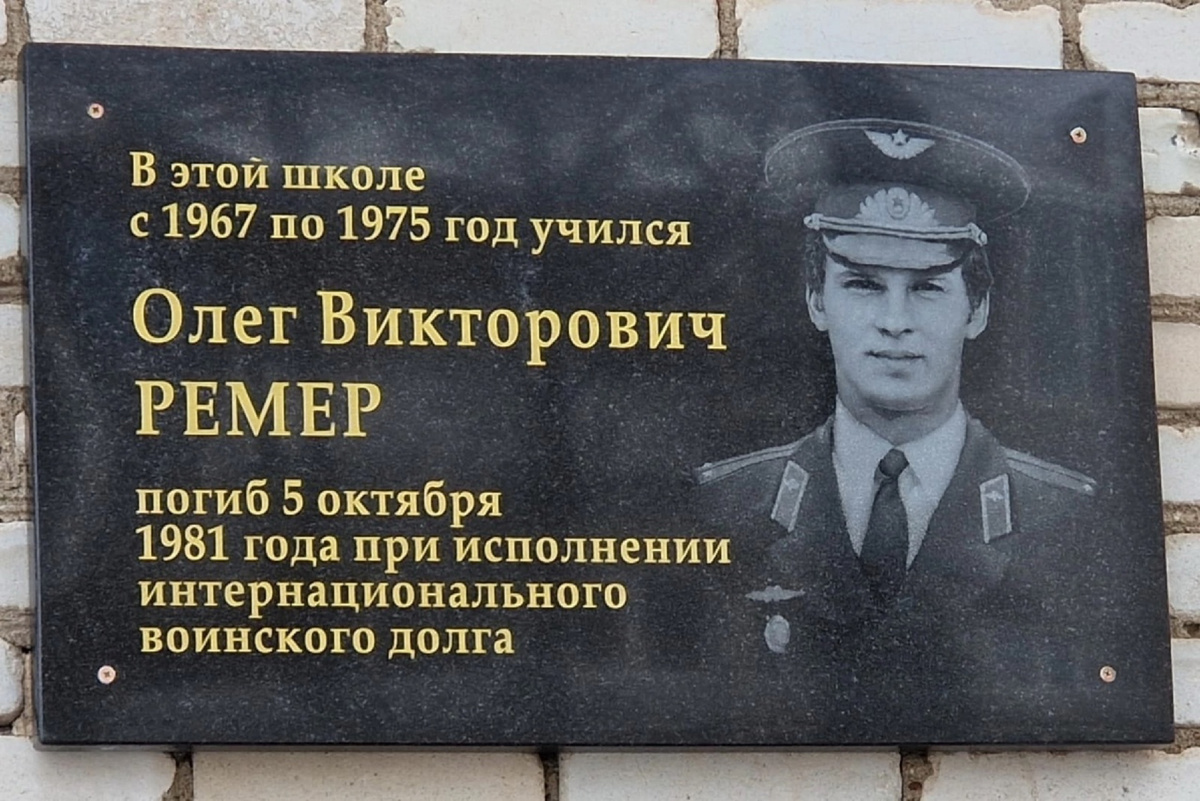 В этой школе
с 1967 по 1975 год учился
Олег Викторович
РЕМЕР
погиб 5 октября
1981 года при исполнении
интернационального
воинского долга